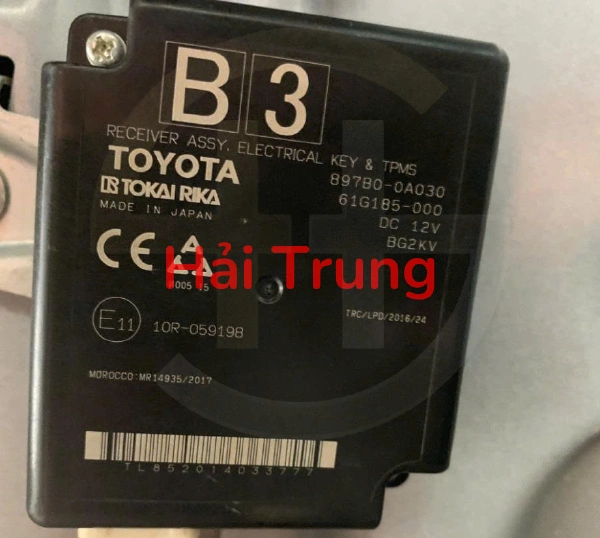 B 3
RECEIVER ASSY, ELECTRICAL KEY & TPMS
TOYOTA 897B0-0A030
TOKAI RIKA 61G185-000
MADE IN JAPAN DC 12V
BG2KV
CE
Hải Trung
TRC/LPD/2016/24
E11 10R-059198
MOROCCO:MR14935/2017
TL852014033777